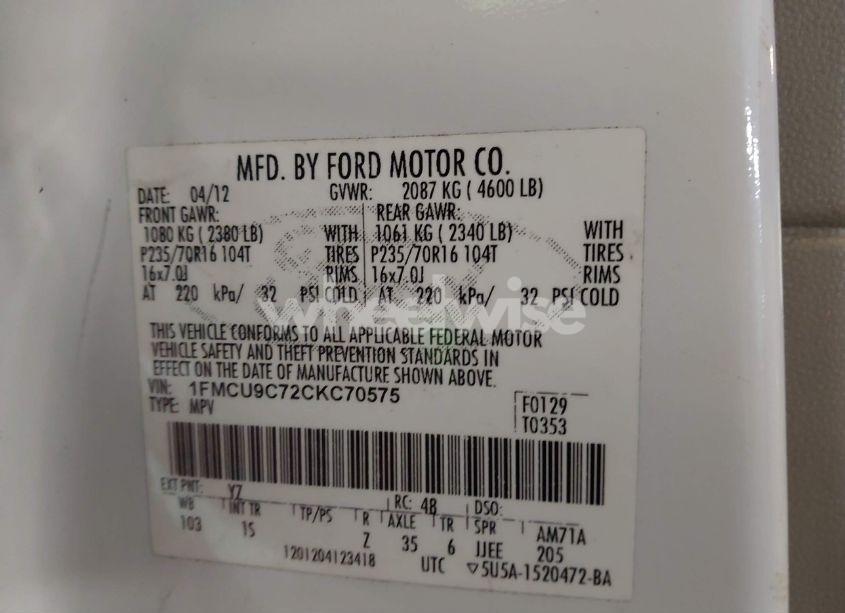 MFD. BY FORD MOTOR CO.
DATE: 04/12 GVWR: 2087 KG ( 4600 LB)
FRONT GAWR: REAR GAWR:
1080 KG ( 2380 LB) WITH 1061 KG ( 2340 LB) WITH
P235/70R16 104T TIRES P235/70R16 104T TIRES
16x7.0J RIMS 16x7.0J RIMS
AT 220 kPa/ 32 PSI COLD AT 220 kPa/ 32 PSI COLD
wheelwise
THIS VEHICLE CONFORMS TO ALL APPLICABLE FEDERAL MOTOR
VEHICLE SAFETY AND THEFT PREVENTION STANDARDS IN
EFFECT ON THE DATE OF MANUFACTURE SHOWN ABOVE.
VIN: 1FMCU9C72CKC70575
TYPE: MPV
F0129
T0353
EXT PNT: YZ RC: 48 DSO:
WB INT TR TP/PS R AXLE TR SPR AM71A
103 1S Z 35 6 JJEE 205
1201204123418 UTC ▽5U5A-1520472-BA